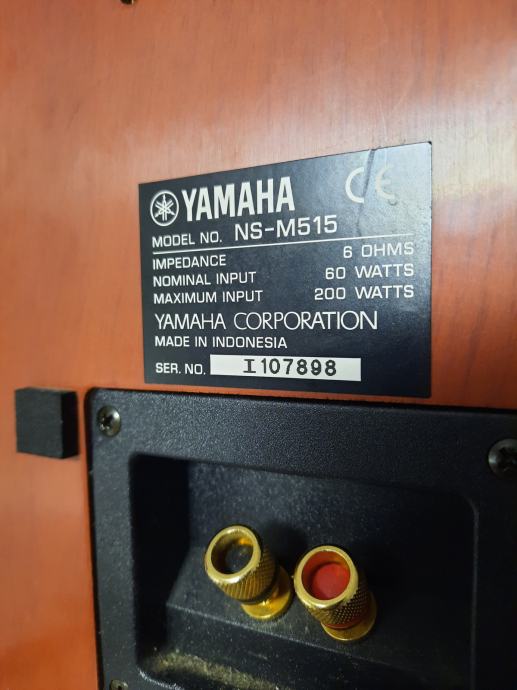 YAMAHA CE
MODEL NO. NS-M515
IMPEDANCE 6 OHMS
NOMINAL INPUT 60 WATTS
MAXIMUM INPUT 200 WATTS
YAMAHA CORPORATION
MADE IN INDONESIA
SER. NO. I107898